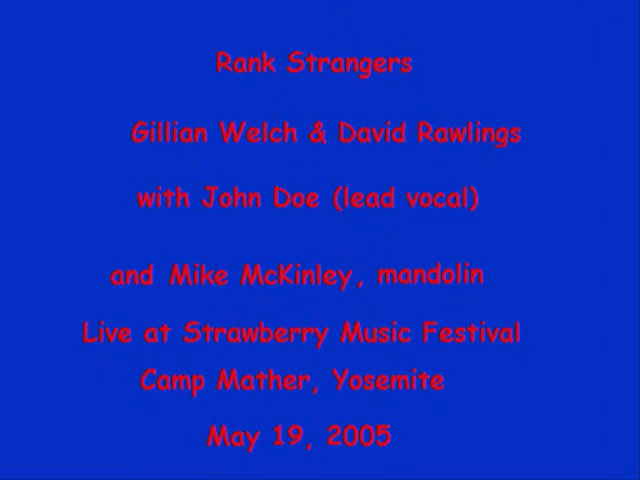 Rank Strangers
Gillian Welch & David Rawlings
with John Doe (lead vocal)
and Mike McKinley, mandolin
Live at Strawberry Music Festival
Camp Mather, Yosemite
May 19, 2005